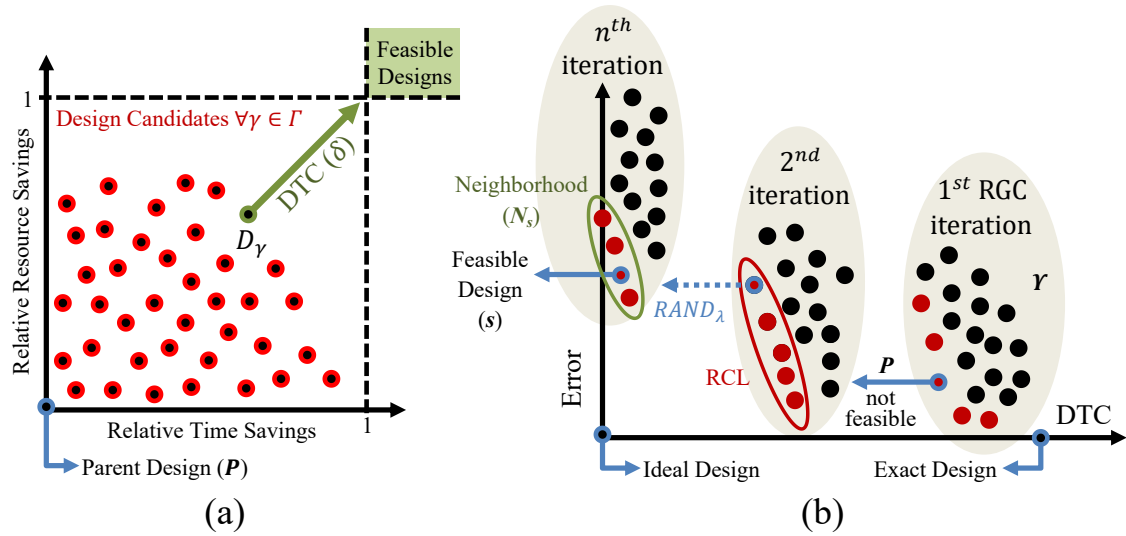 Feasible
Designs
1
Design Candidates ∀γ ∈ Γ
DTC (δ)
D_γ
Relative Resource Savings
Relative Time Savings
1
Parent Design (P)
(a)
n^th
iteration
2^nd
iteration
1^st RGC
iteration
Neighborhood
(N_s)
Feasible
Design
(s)
RAND_λ
RCL
P
not
feasible
Υ
Error
DTC
Ideal Design
Exact Design
(b)